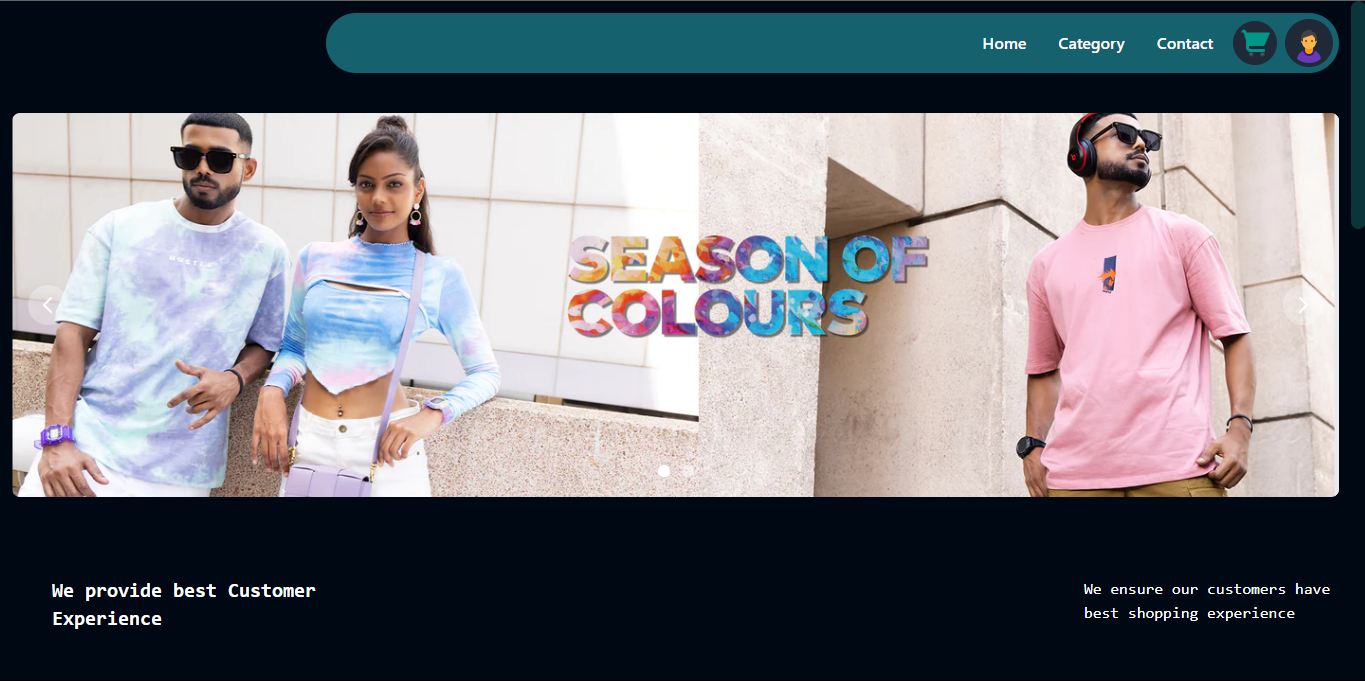 Home Category Contact
SEASON OF
COLOURS
We provide best Customer
Experience
We ensure our customers have
best shopping experience